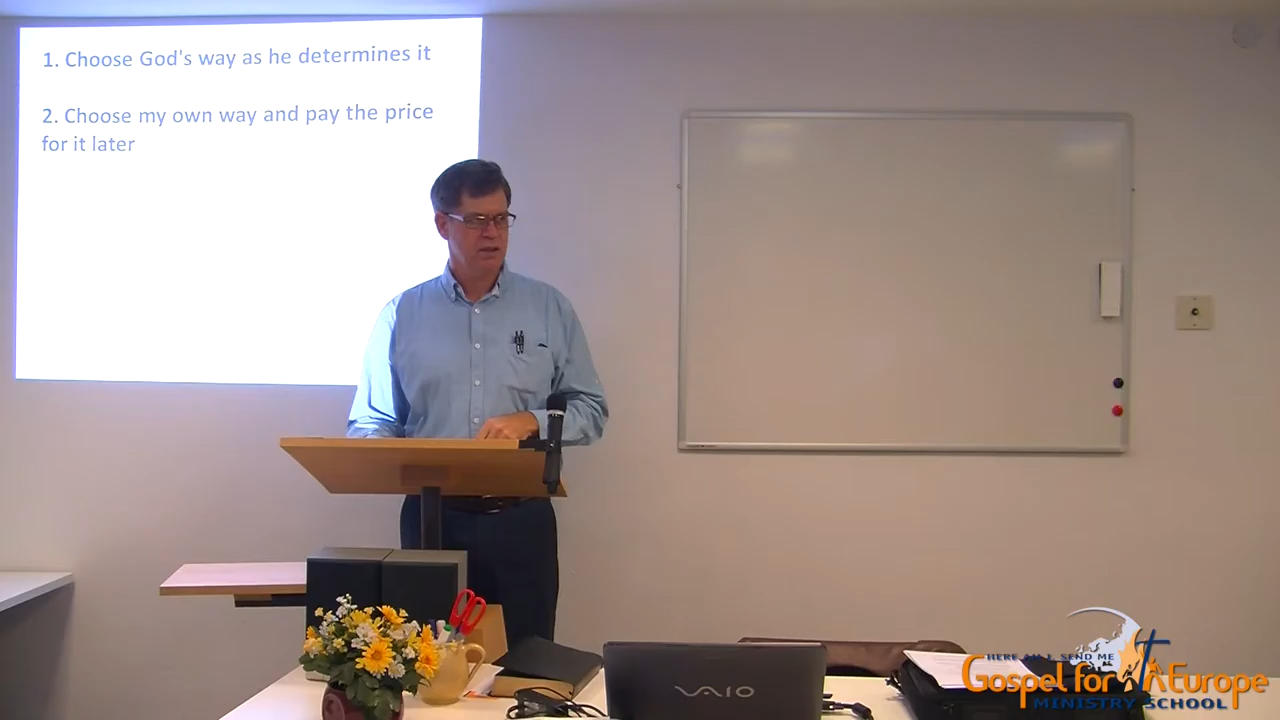 1. Choose God's way as he determines it
2. Choose my own way and pay the price
for it later
VAIO
HERE AM I, SEND ME
Gospel for Europe
MINISTRY SCHOOL